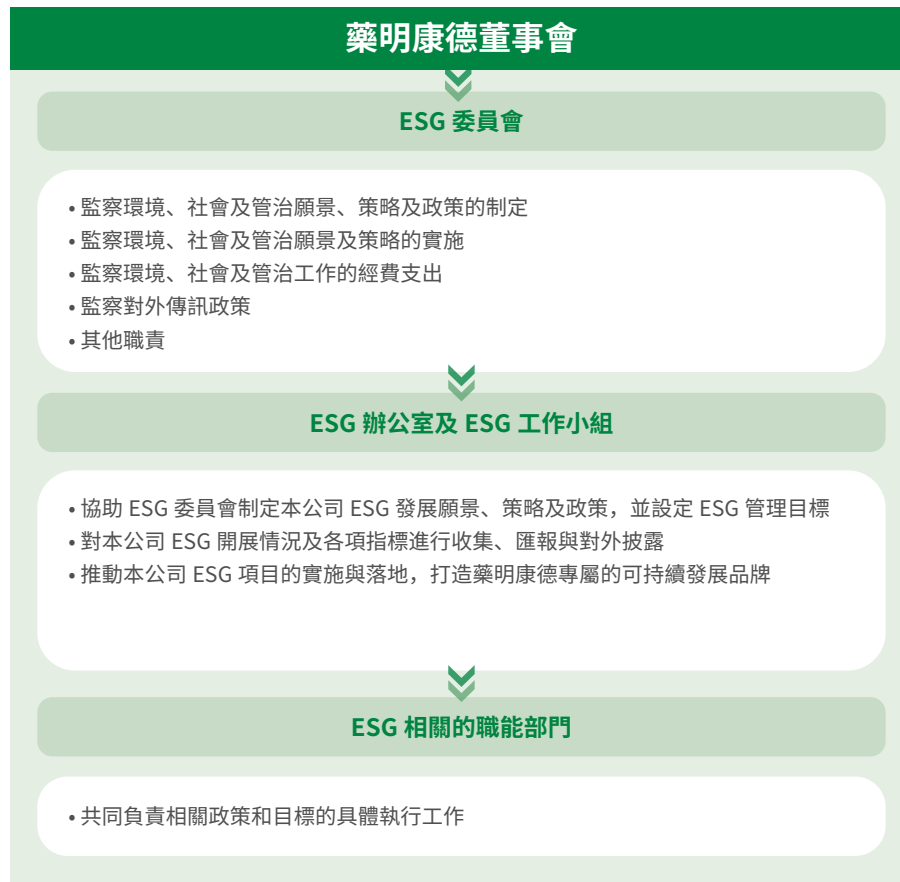 藥明康德董事會
ESG 委員會
• 監察環境、社會及管治願景、策略及政策的制定
• 監察環境、社會及管治願景及策略的實施
• 監察環境、社會及管治工作的經費支出
• 監察對外傳訊政策
• 其他職責
ESG 辦公室及 ESG 工作小組
• 協助 ESG 委員會制定本公司 ESG 發展願景、策略及政策，並設定 ESG 管理目標
• 對本公司 ESG 開展情況及各項指標進行收集、匯報與對外披露
• 推動本公司 ESG 項目的實施與落地，打造藥明康德專屬的可持續發展品牌
ESG 相關的職能部門
• 共同負責相關政策和目標的具體執行工作